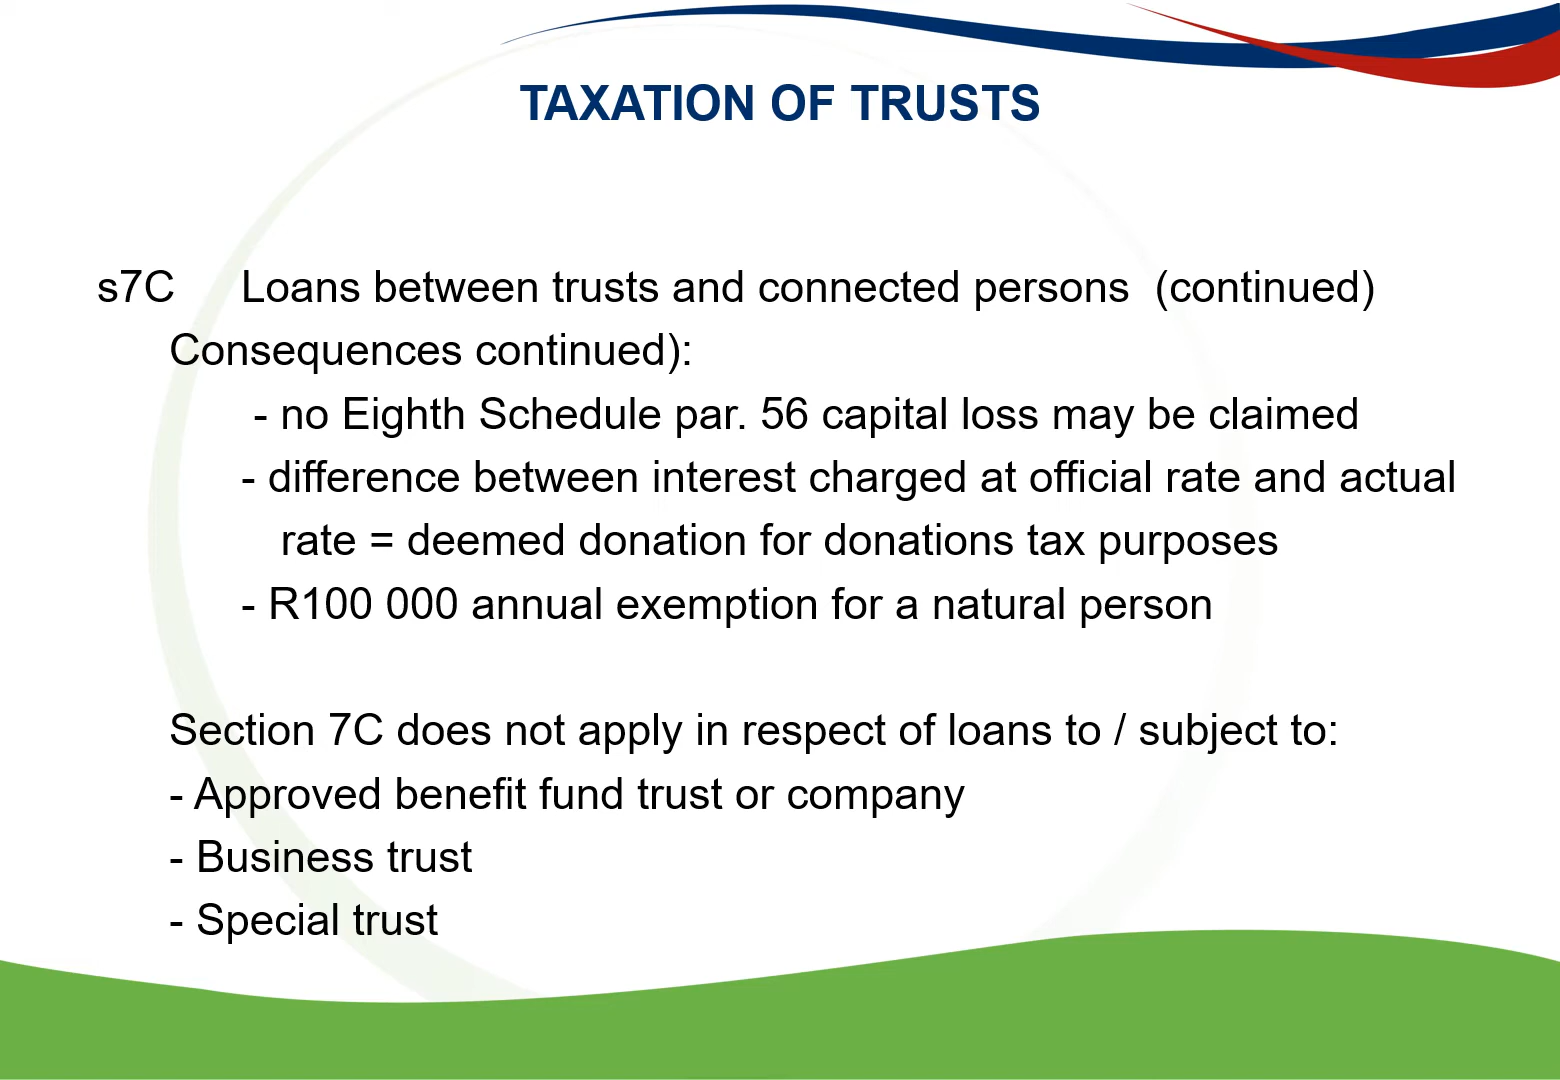 TAXATION OF TRUSTS
s7C Loans between trusts and connected persons (continued)
Consequences continued):
- no Eighth Schedule par. 56 capital loss may be claimed
- difference between interest charged at official rate and actual
rate = deemed donation for donations tax purposes
- R100 000 annual exemption for a natural person
Section 7C does not apply in respect of loans to / subject to:
- Approved benefit fund trust or company
- Business trust
- Special trust